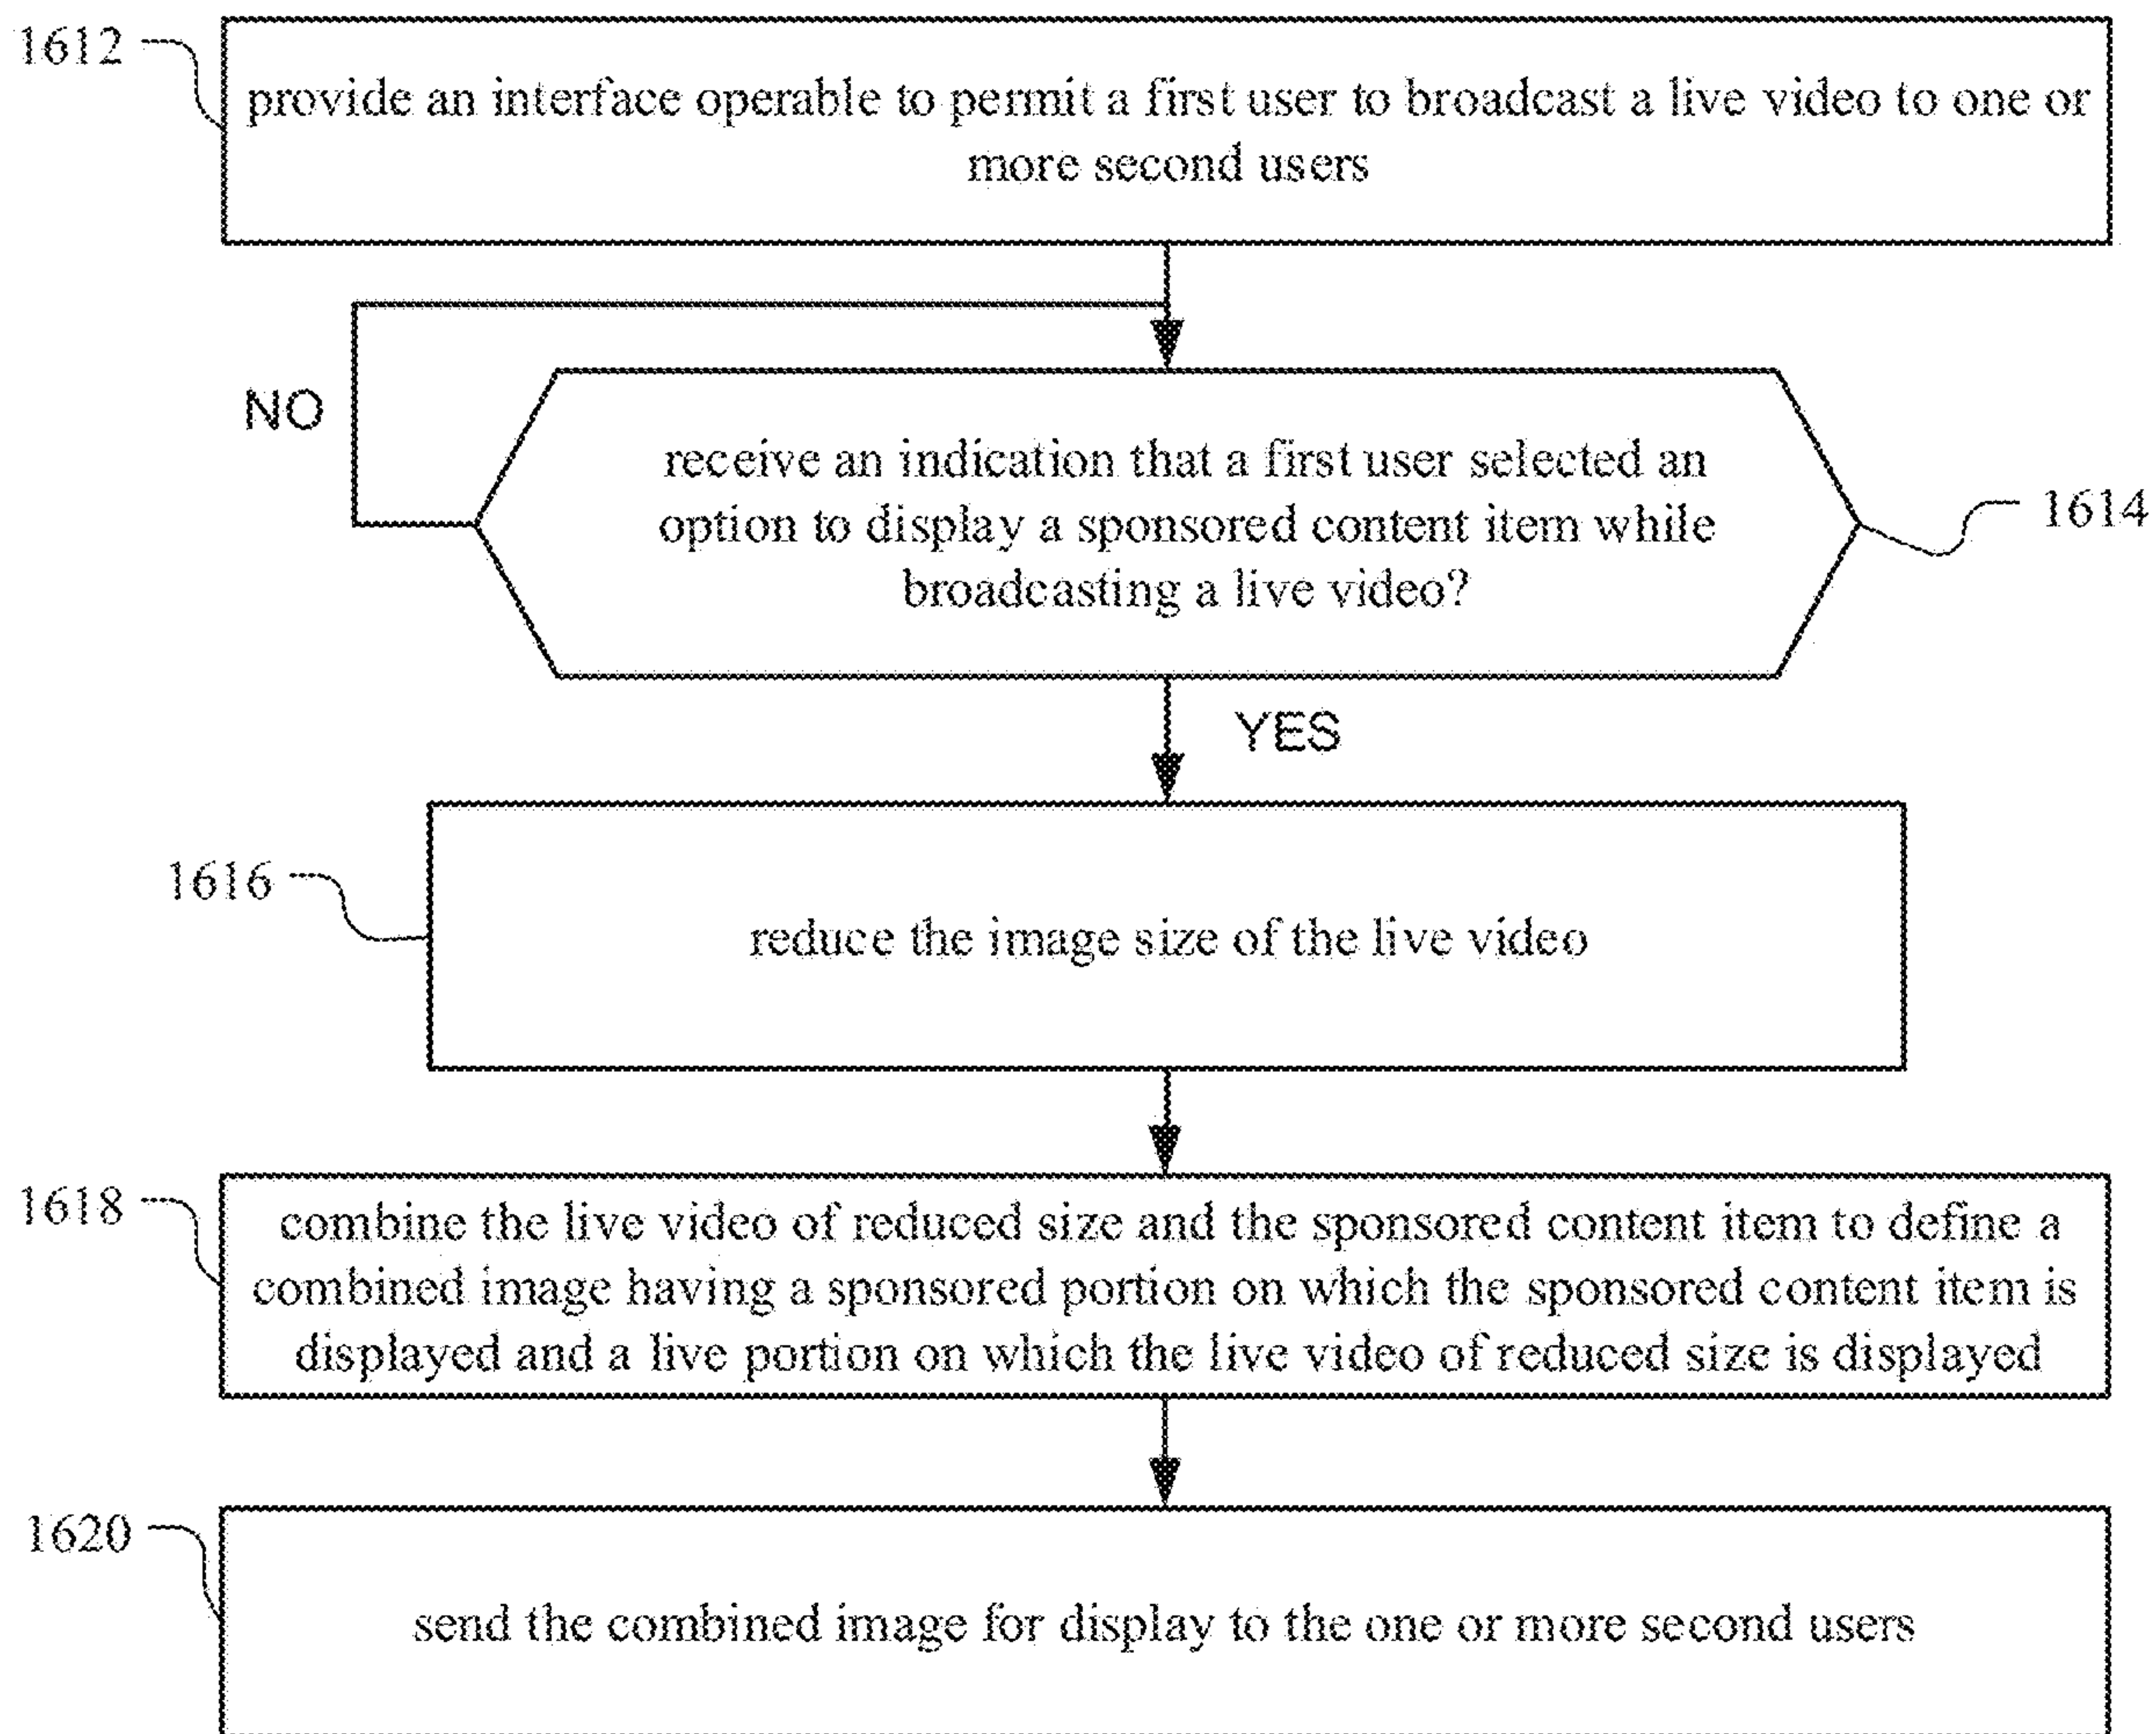 1612
provide an interface operable to permit a first user to broadcast a live video to one or
more second users
NO
receive an indication that a first user selected an
option to display a sponsored content item while
broadcasting a live video?
1614
YES
1616
reduce the image size of the live video
1618
combine the live video of reduced size and the sponsored content item to define a
combined image having a sponsored portion on which the sponsored content item is
displayed and a live portion on which the live video of reduced size is displayed
1620
send the combined image for display to the one or more second users